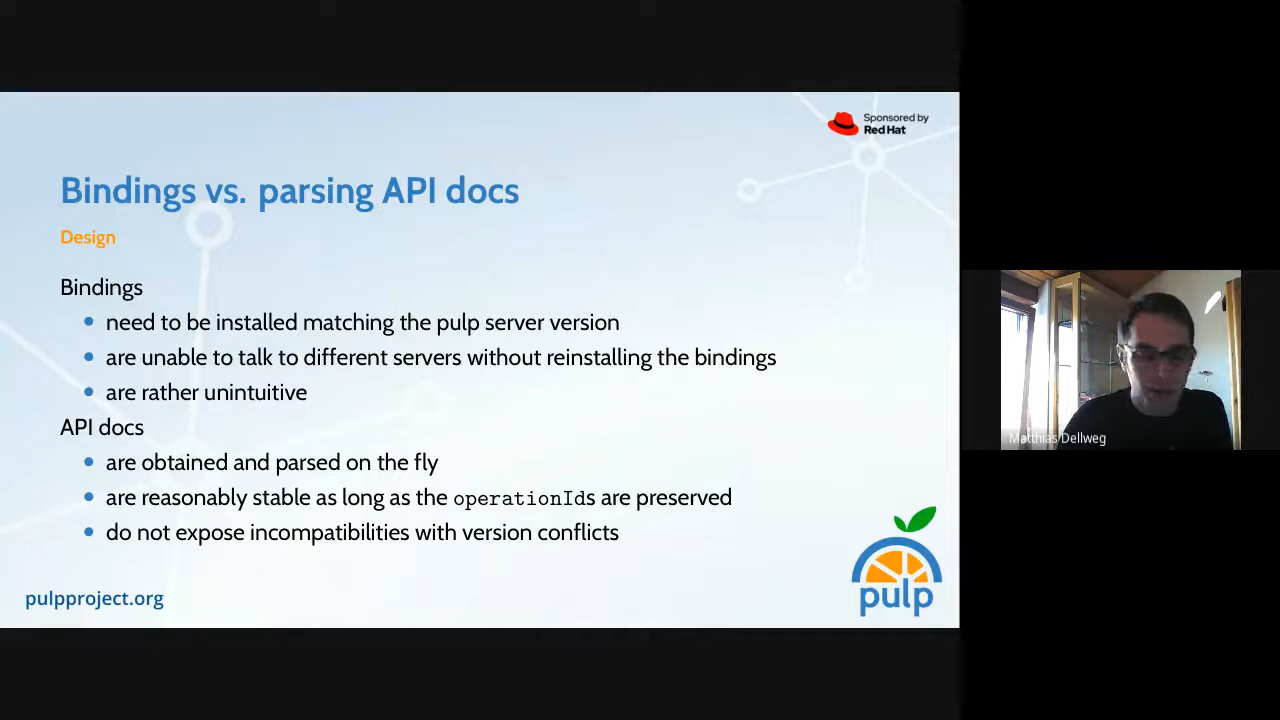 Sponsored by
Red Hat
Bindings vs. parsing API docs
Design
Bindings
need to be installed matching the pulp server version
are unable to talk to different servers without reinstalling the bindings
are rather unintuitive
API docs
are obtained and parsed on the fly
are reasonably stable as long as the operationIds are preserved
do not expose incompatibilities with version conflicts
pulpproject.org
pulp
Matthias Dellweg